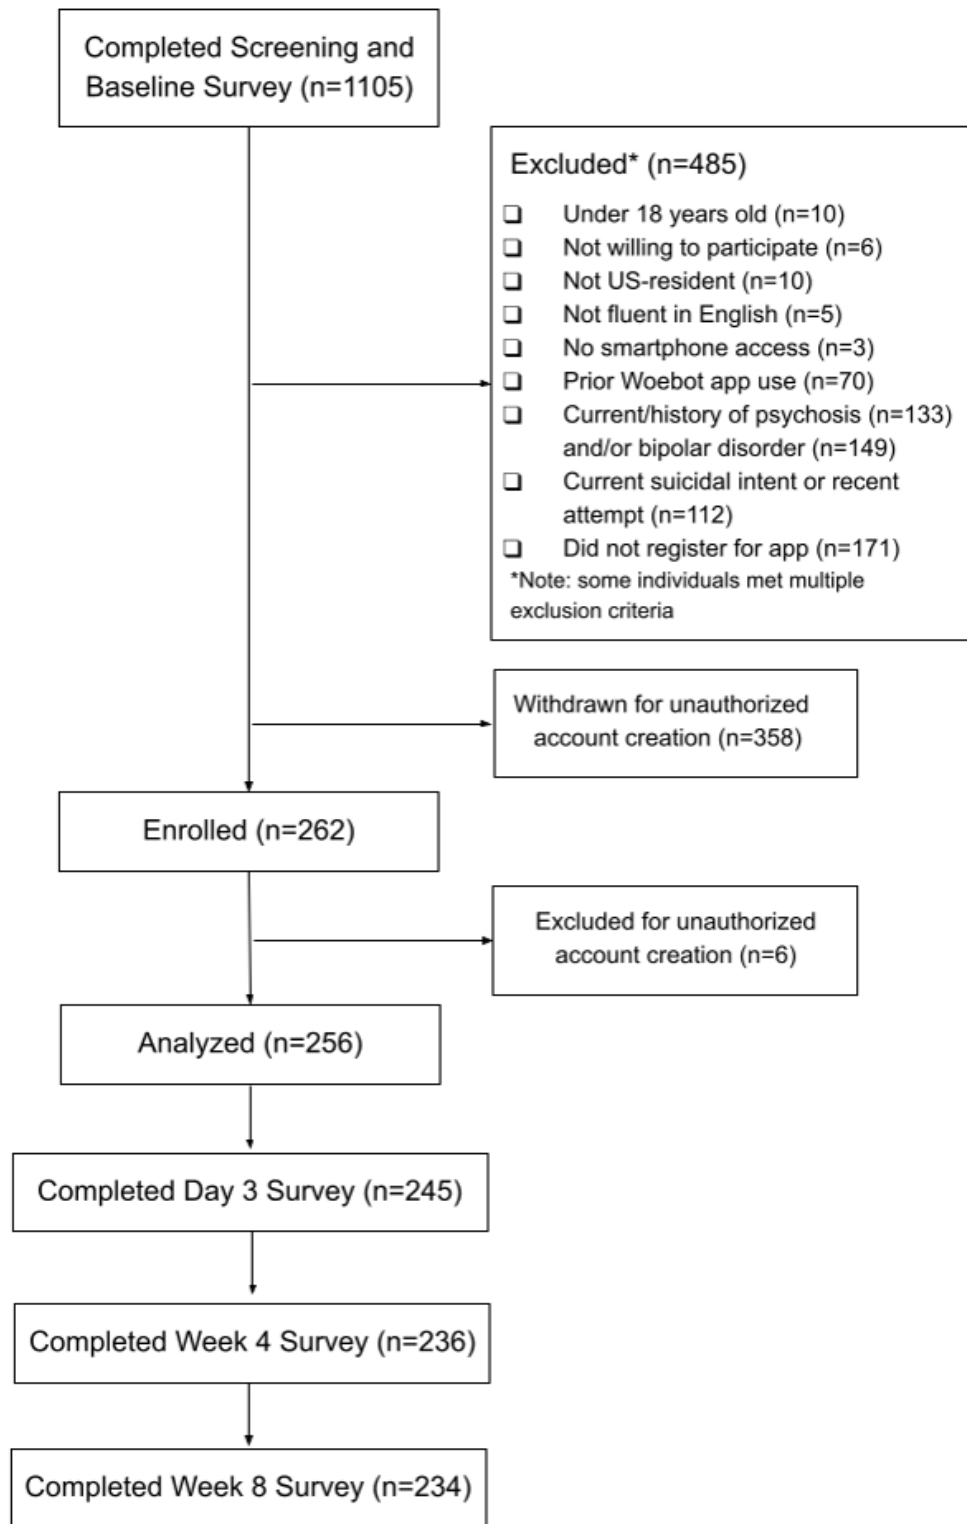 Completed Screening and
Baseline Survey (n=1105)
Excluded* (n=485)
❑ Under 18 years old (n=10)
❑ Not willing to participate (n=6)
❑ Not US-resident (n=10)
❑ Not fluent in English (n=5)
❑ No smartphone access (n=3)
❑ Prior Woebot app use (n=70)
❑ Current/history of psychosis (n=133)
and/or bipolar disorder (n=149)
❑ Current suicidal intent or recent
attempt (n=112)
❑ Did not register for app (n=171)
*Note: some individuals met multiple
exclusion criteria
Withdrawn for unauthorized
account creation (n=358)
Enrolled (n=262)
Excluded for unauthorized
account creation (n=6)
Analyzed (n=256)
Completed Day 3 Survey (n=245)
Completed Week 4 Survey (n=236)
Completed Week 8 Survey (n=234)